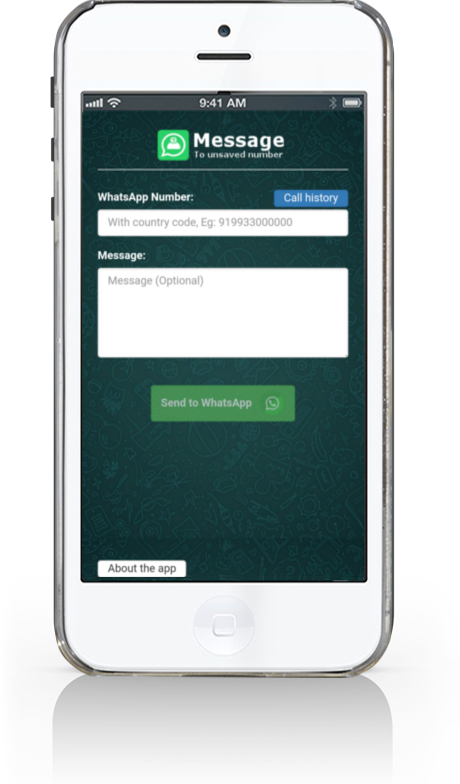 9:41 AM
Message
To unsaved number
WhatsApp Number:
Call history
With country code, Eg: 919933000000
Message:
Message (Optional)
Send to WhatsApp
About the app